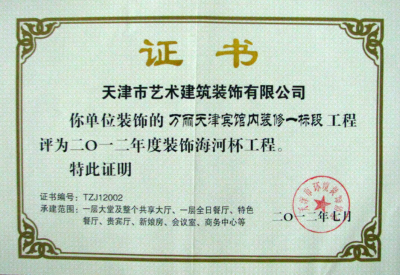 证书
天津市艺术建筑装饰有限公司
你单位装饰的万丽天津宾馆内装修一标段工程
评为二〇一二年度装饰海河杯工程。
特此证明
证书编号：TZJ12002
承建范围：一层大堂及整个共享大厅、一层全日餐厅、特色
餐厅、贵宾厅、新娘房、会议室、商务中心等
二〇一二年七月